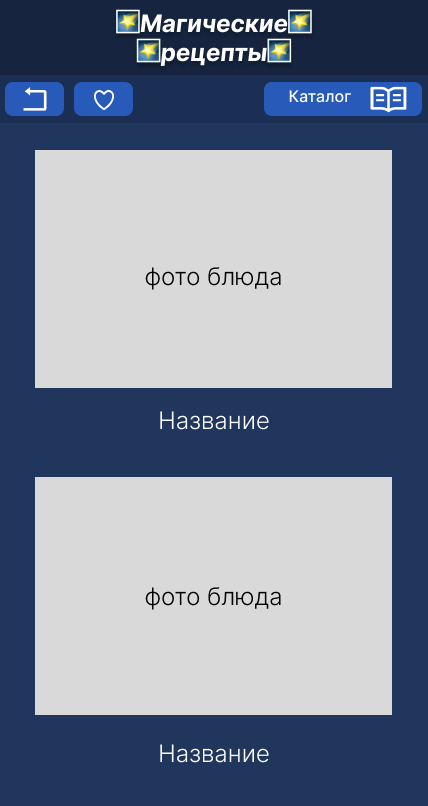 Магические
рецепты
Каталог
фото блюда
Название
фото блюда
Название